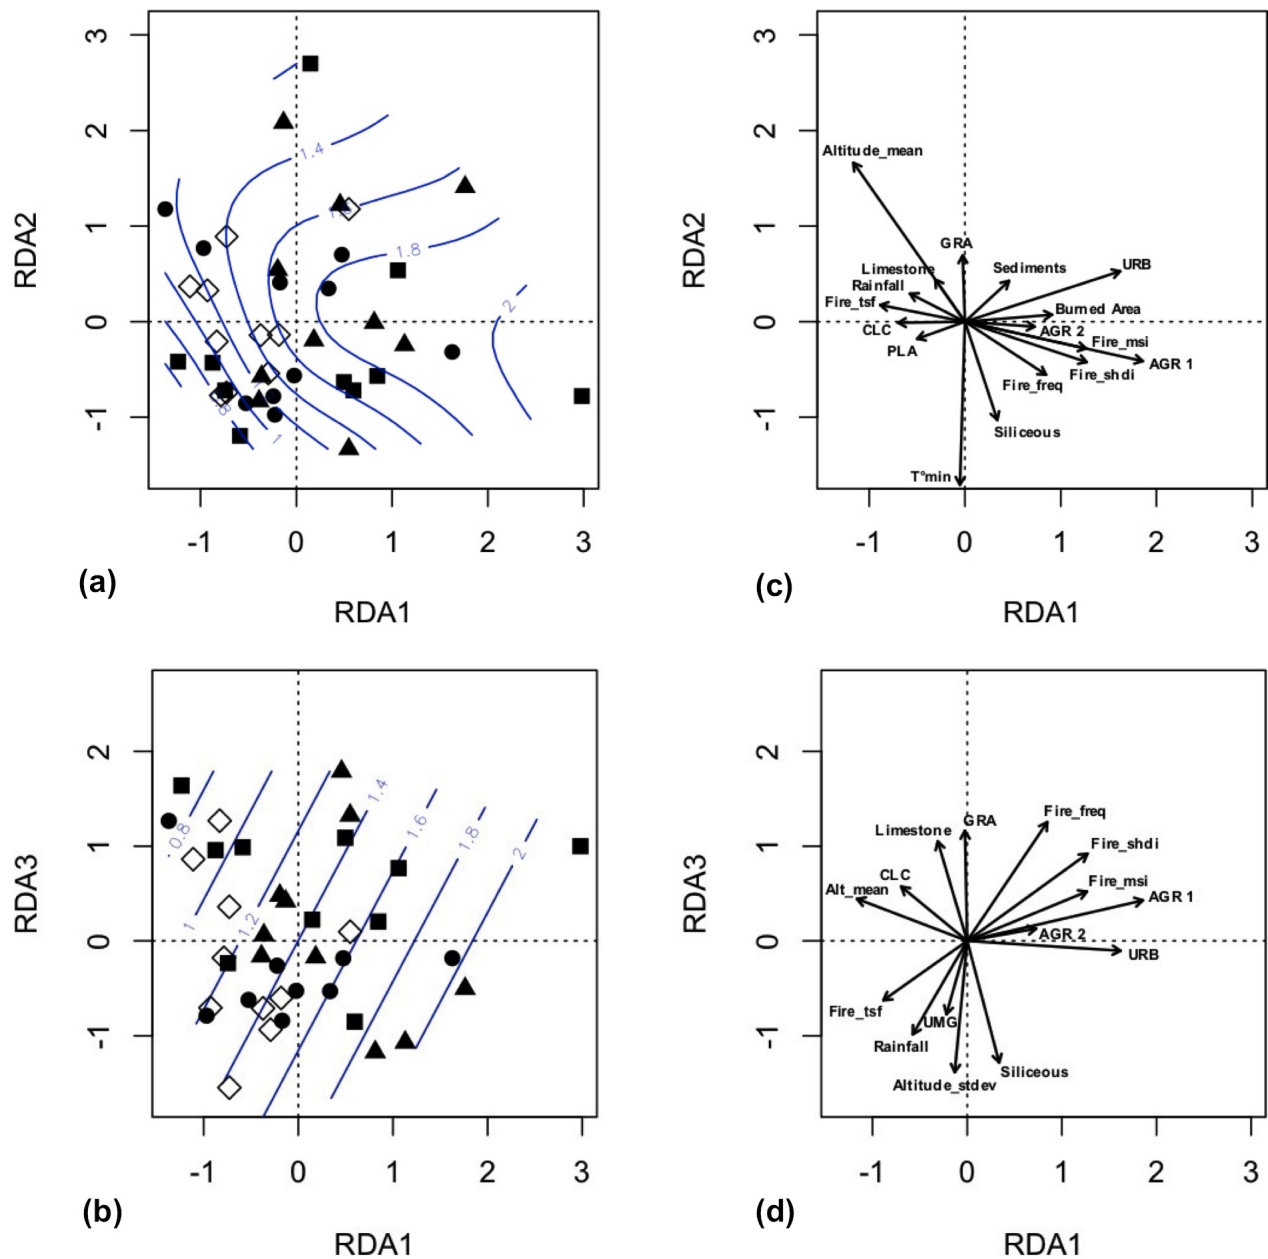 3
2
1
0
-1
RDA2
1.4
1.8
2
1
-1 0 1 2 3
(a)
RDA1
3
2
1
0
-1
RDA2
Altitude_mean
GRA
Limestone
Sediments
URB
Rainfall
Fire_tsf
Burned Area
CLC
AGR 2
Fire_msi
PLA
AGR 1
Fire_shdi
Fire_freq
Siliceous
T°min
-1 0 1 2 3
(c)
RDA1
2
1
0
-1
RDA3
1.4
1.6
0.8
1.8
2
1
1.2
-1 0 1 2 3
(b)
RDA1
2
1
0
-1
RDA3
Fire_freq
GRA
Limestone
Fire_shdi
CLC
Fire_msi
Alt_mean
AGR 1
AGR 2
URB
Fire_tsf
UMG
Rainfall
Siliceous
Altitude_stdev
-1 0 1 2 3
(d)
RDA1